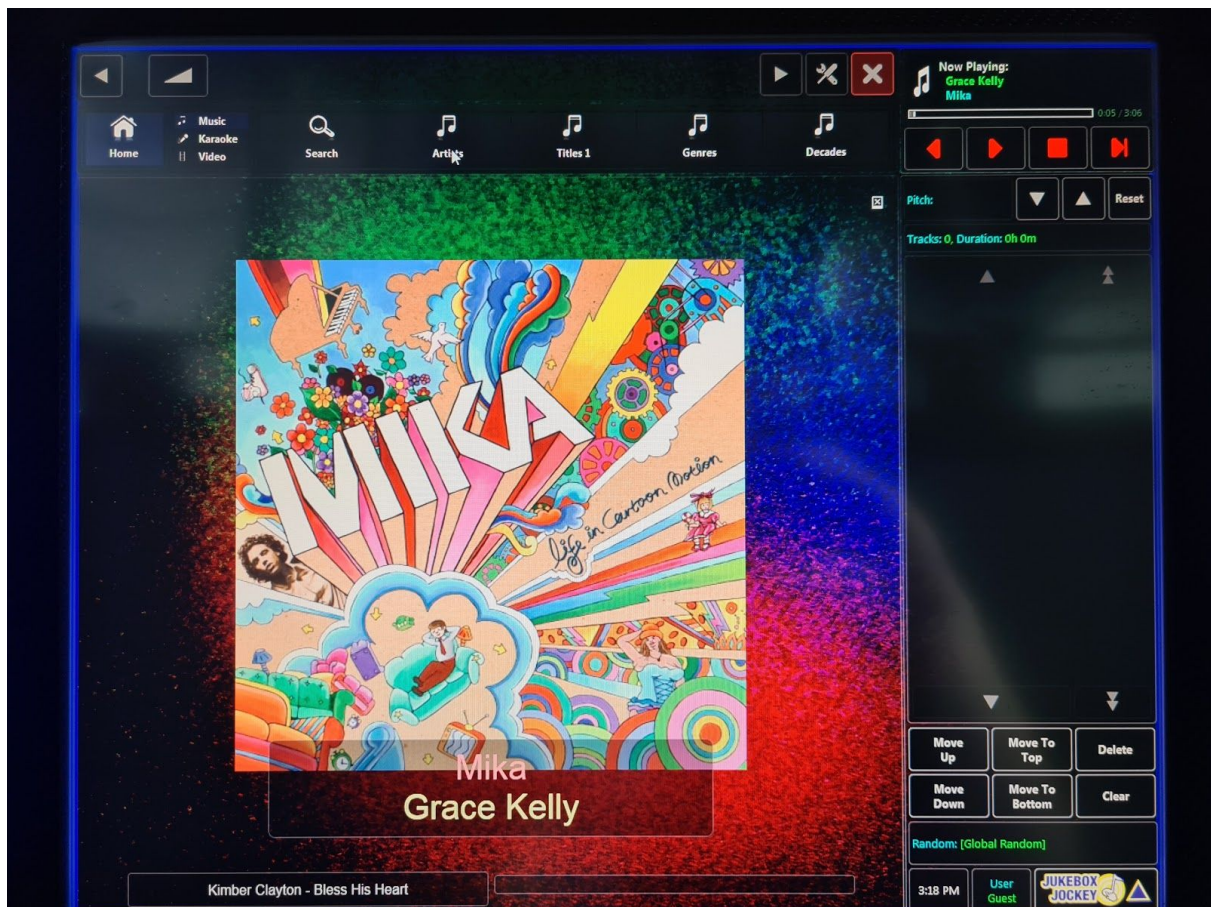 Now Playing:
Grace Kelly
Mika
0:05 / 3:06
Home
Music
Karaoke
Video
Search
Artists
Titles 1
Genres
Decades
Pitch:
Reset
Tracks: 0, Duration: 0h 0m
MIKA
life in Cartoon Motion
Mika
Grace Kelly
Move
Up
Move To
Top
Delete
Move
Down
Move To
Bottom
Clear
Random: [Global Random]
Kimber Clayton - Bless His Heart
3:18 PM
User
Guest
JUKEBOX
JOCKEY